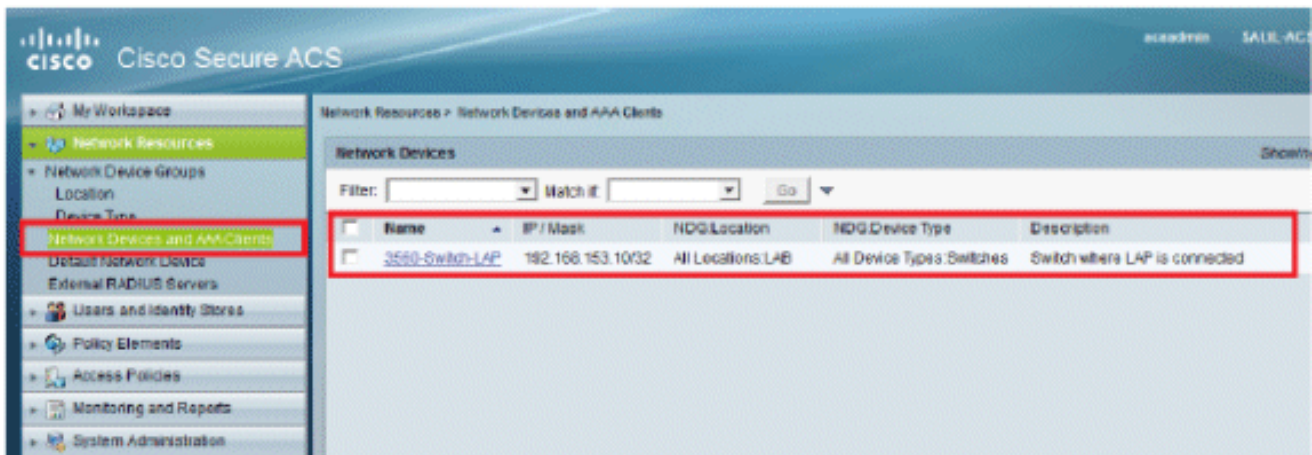 acsadmin SALIL-ACS
CISCO Cisco Secure ACS
My Workspace
Network Resources
Network Device Groups
Location
Device Type
Network Devices and AAA Clients
Default Network Device
External RADIUS Servers
Users and Identity Stores
Policy Elements
Access Policies
Monitoring and Reports
System Administration
Network Resources > Network Devices and AAA Clients
Network Devices Showing
Filter: Match if: Go
Name IP / Mask NDG:Location NDG:Device Type Description
3560-Switch-LAP 192.168.153.10/32 All Locations:LAB All Device Types:Switches Switch where LAP is connected